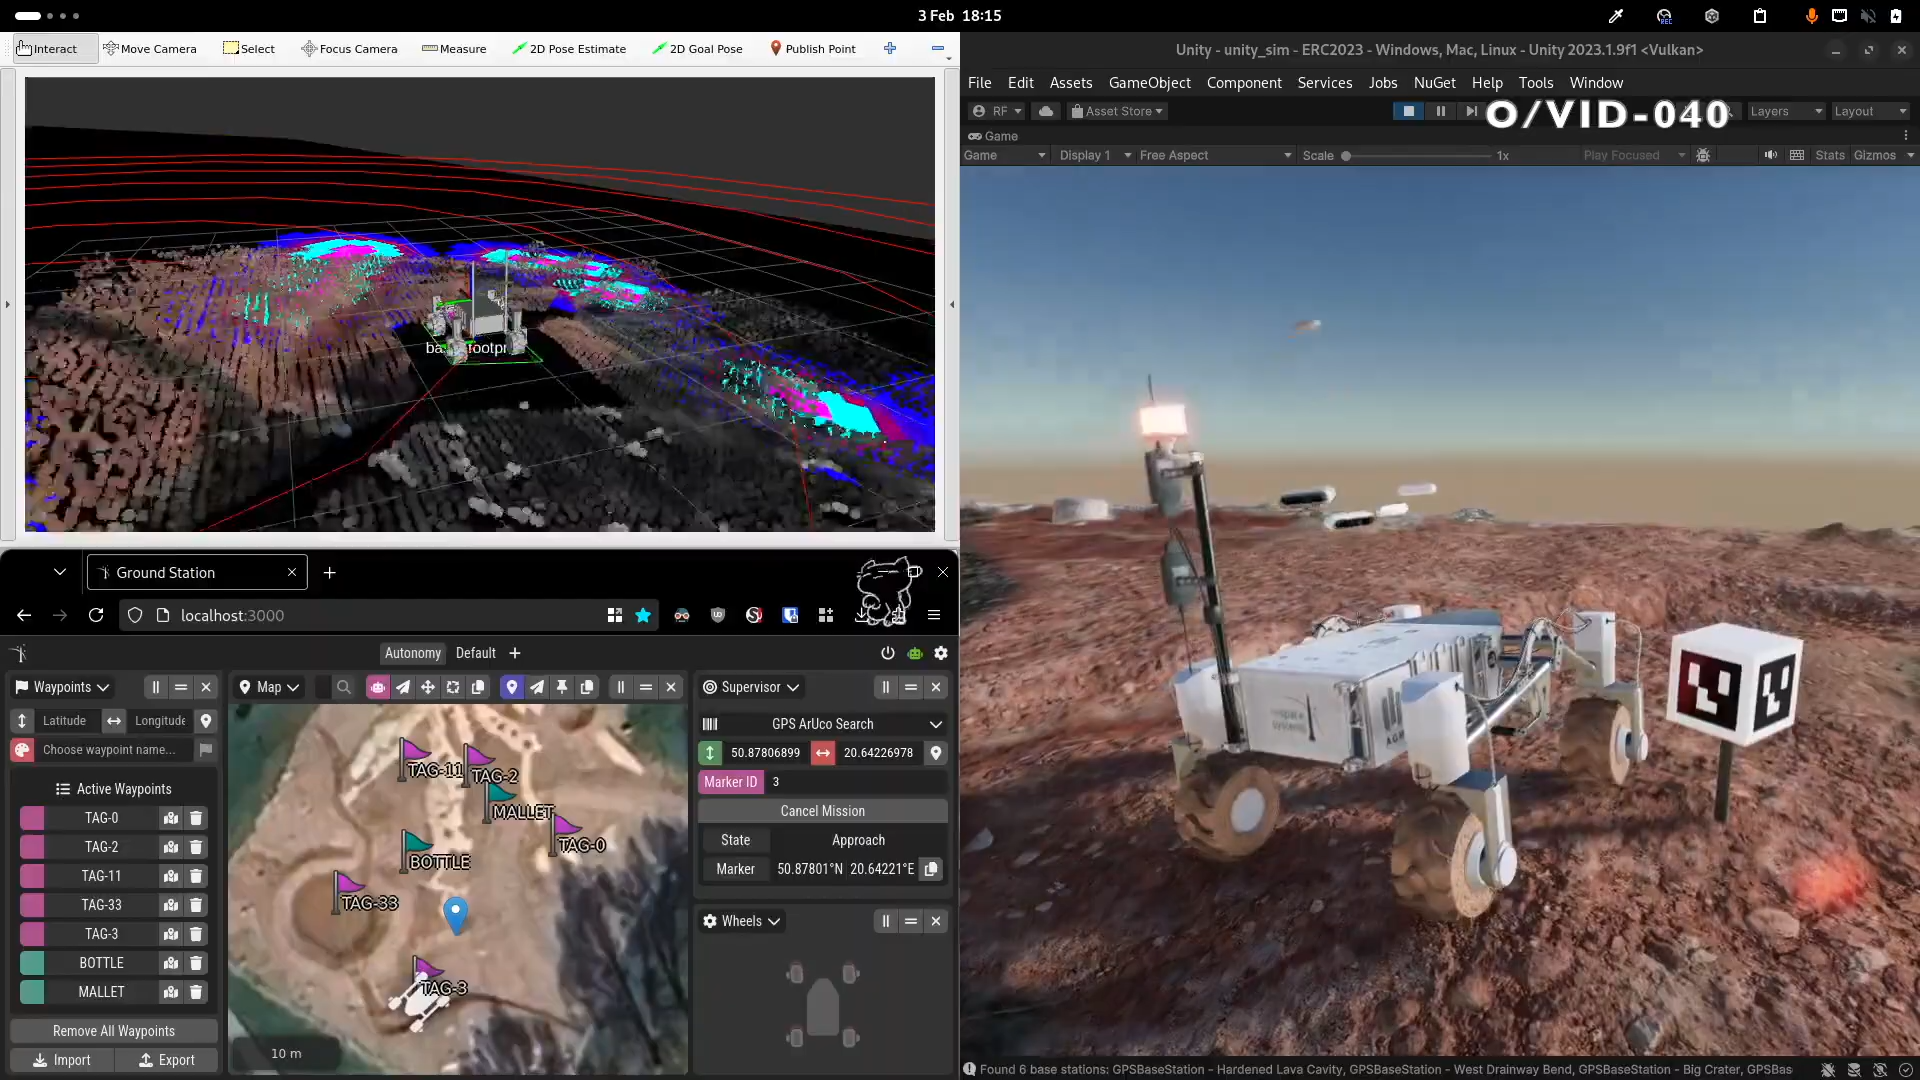 3 Feb 18:15
Interact
Move Camera
Select
Focus Camera
Measure
2D Pose Estimate
2D Goal Pose
Publish Point
Unity - unity_sim - ERC2023 - Windows, Mac, Linux - Unity 2023.1.9f1 <Vulkan>
File Edit Assets GameObject Component Services Jobs NuGet Help Tools Window
RF
Asset Store
O/VID-040
Layers
Layout
Game
Game
Display 1
Free Aspect
Scale
1x
Play Focused
Stats
Gizmos
Ground Station
localhost:3000
Autonomy
Default
Waypoints
Latitude
Longitude
Choose waypoint name...
Active Waypoints
TAG-0
TAG-2
TAG-11
TAG-33
TAG-3
BOTTLE
MALLET
Remove All Waypoints
Import
Export
Map
TAG-11
TAG-2
MALLET
TAG-0
BOTTLE
TAG-33
TAG-3
10 m
Supervisor
GPS ArUco Search
50.87806899
20.64226978
Marker ID 3
Cancel Mission
State Approach
Marker 50.87801°N 20.64221°E
Wheels
Found 6 base stations: GPSBaseStation - Hardened Lava Cavity, GPSBaseStation - West Drainway Bend, GPSBaseStation - Big Crater, GPSBas